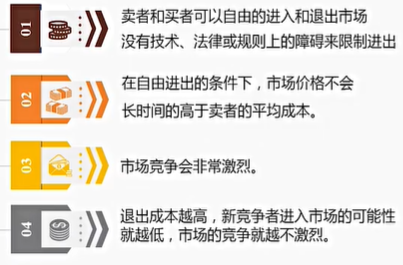 01
卖者和买者可以自由的进入和退出市场
没有技术、法律或规则上的障碍来限制进出
02
在自由进出的条件下，市场价格不会
长时间的高于卖者的平均成本。
03
市场竞争会非常激烈。
04
退出成本越高，新竞争者进入市场的可能性
就越低，市场的竞争就越不激烈。